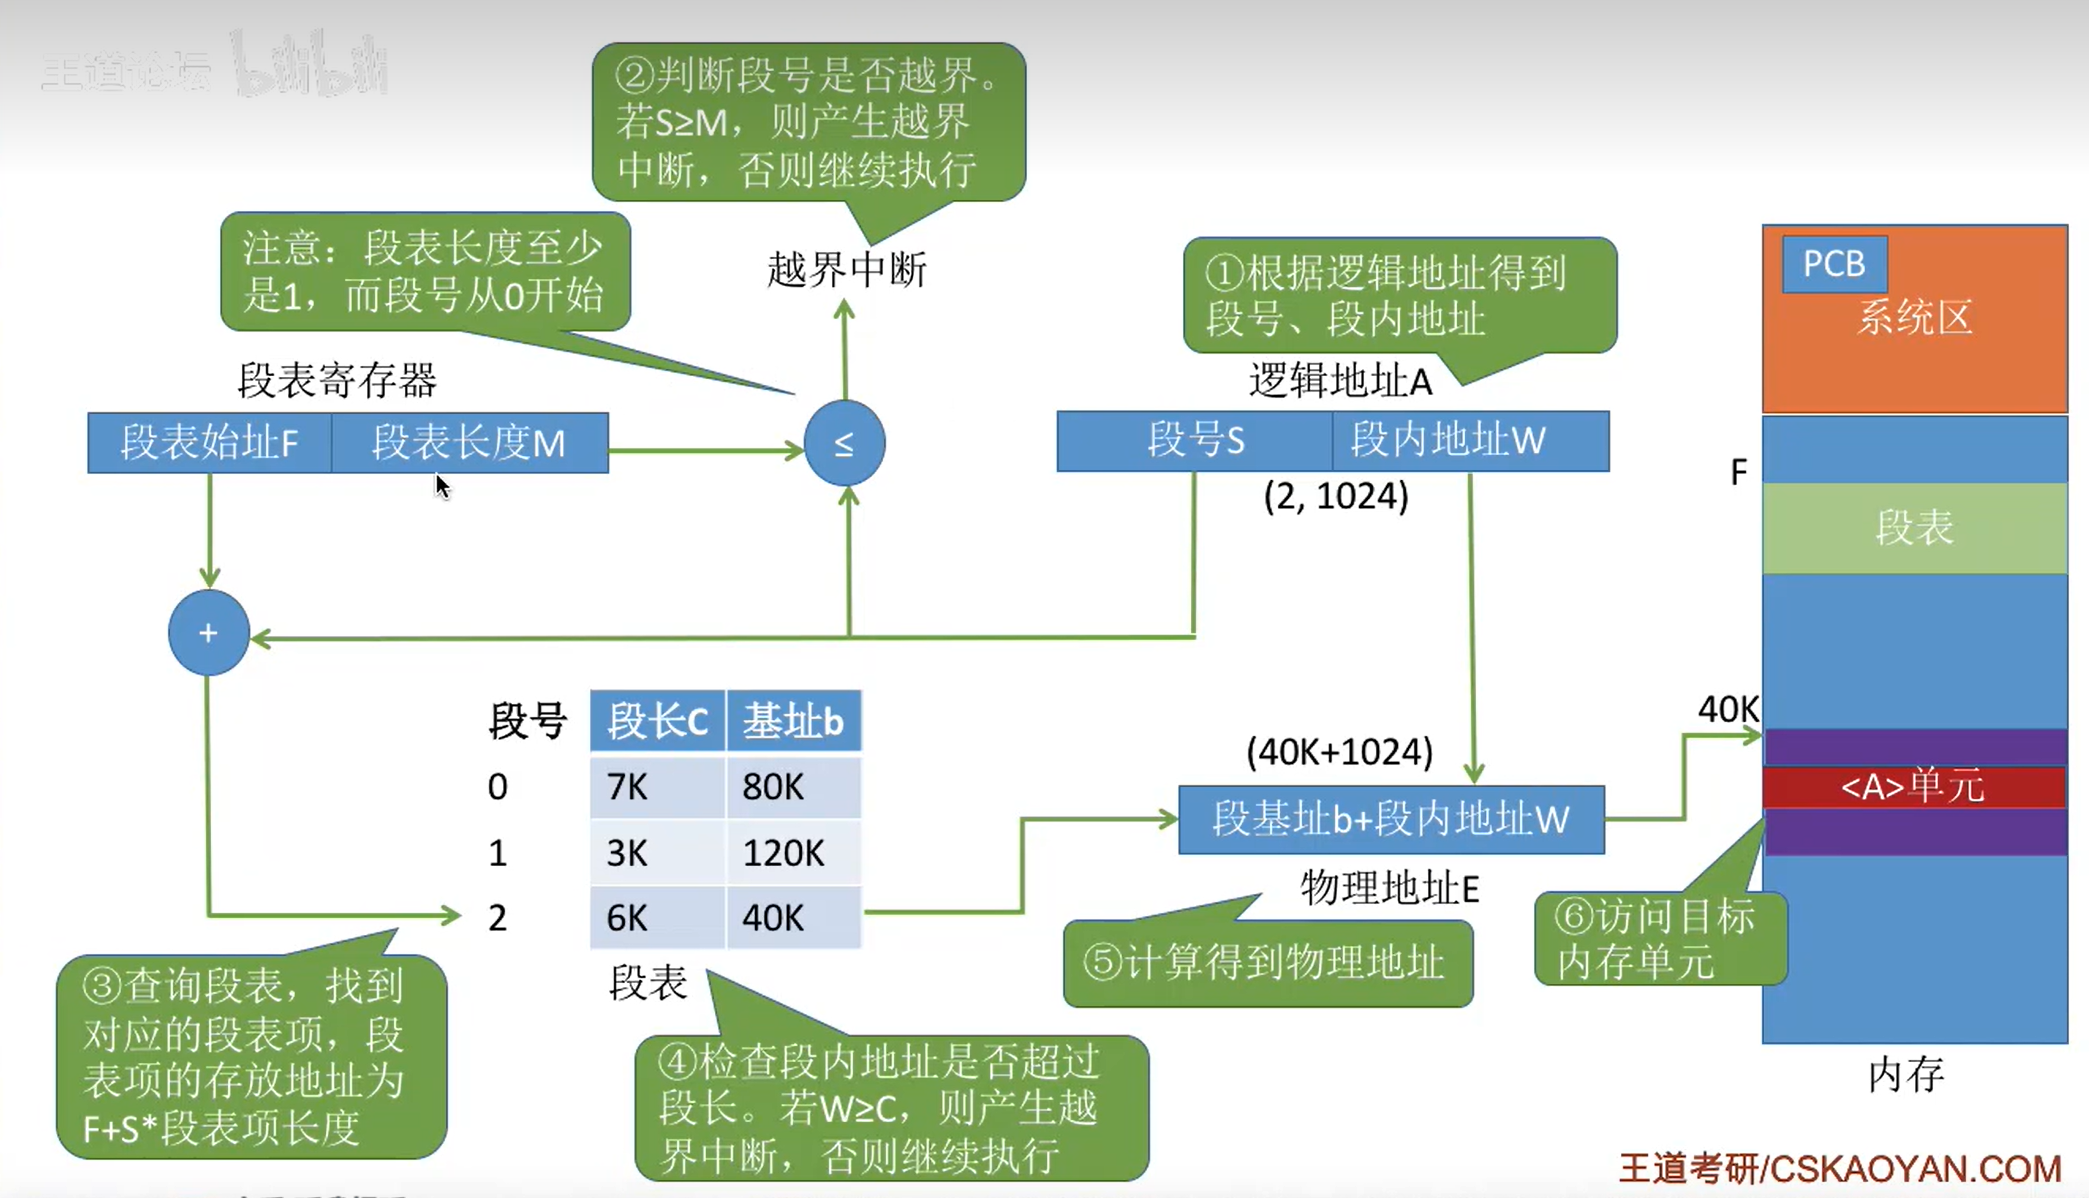 王道论坛 bilibili
②判断段号是否越界。
若S≥M，则产生越界
中断，否则继续执行
注意：段表长度至少
是1，而段号从0开始
越界中断
①根据逻辑地址得到
段号、段内地址
PCB
系统区
段表寄存器
逻辑地址A
段表始址F 段表长度M
≤
段号S 段内地址W
(2, 1024)
F
段表
+
段号 段长C 基址b
0 7K 80K
1 3K 120K
2 6K 40K
段表
(40K+1024)
段基址b+段内地址W
物理地址E
40K
<A>单元
③查询段表，找到
对应的段表项，段
表项的存放地址为
F+S*段表项长度
④检查段内地址是否超过
段长。若W≥C，则产生越
界中断，否则继续执行
⑤计算得到物理地址
⑥访问目标
内存单元
内存
王道考研/CSKAOYAN.COM